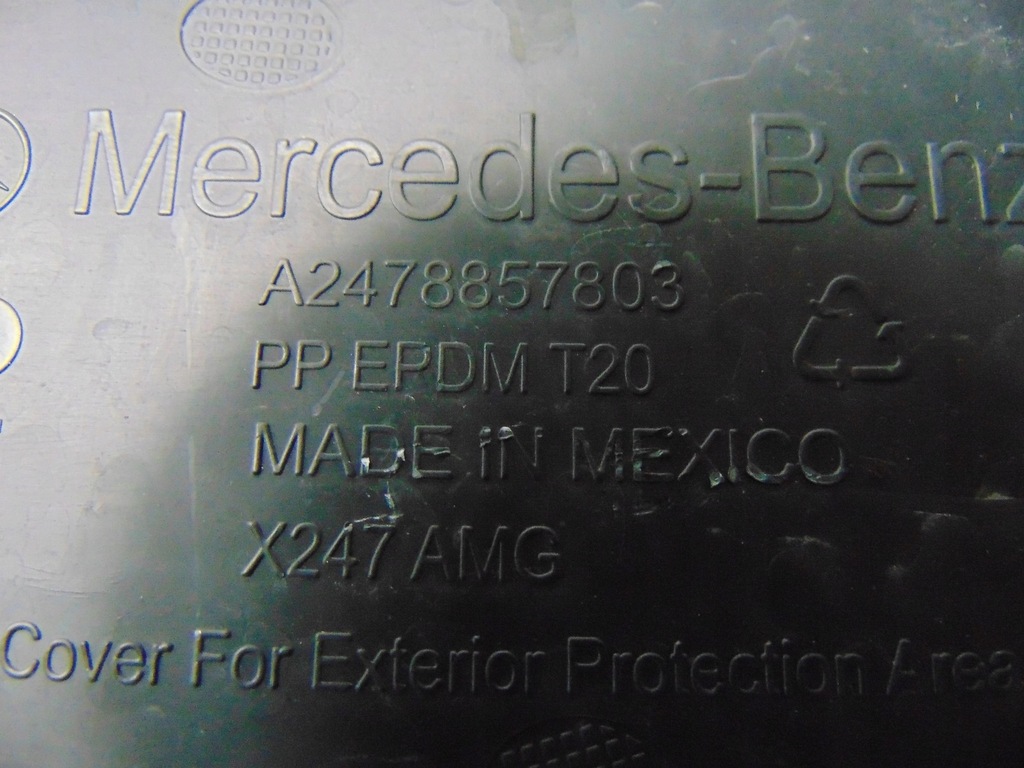 Mercedes-Benz
A2478857803
PP EPDM T20
MADE IN MEXICO
X247 AMG
Cover For Exterior Protection Area